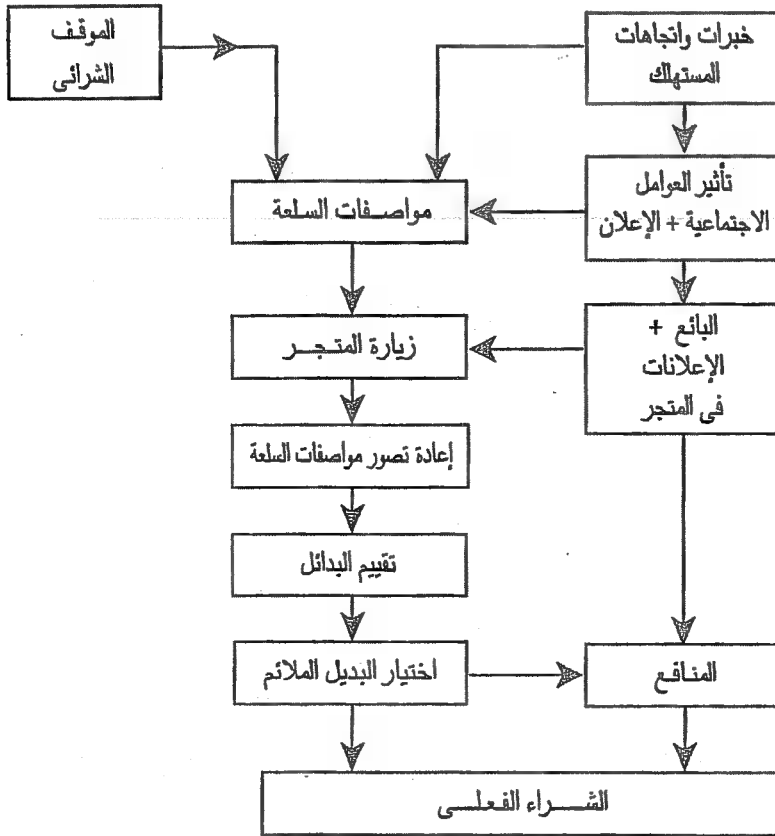 خبرات واتجاهات
المستهلك
الموقف
الشرائى
تأثير العوامل
الاجتماعية + الإعلان
مواصفات السلعة
البائع +
الإعلانات
فى المتجر
زيارة المتجر
إعادة تصور مواصفات السلعة
تقييم البدائل
اختيار البديل الملائم
المنافع
الشراء الفعلى